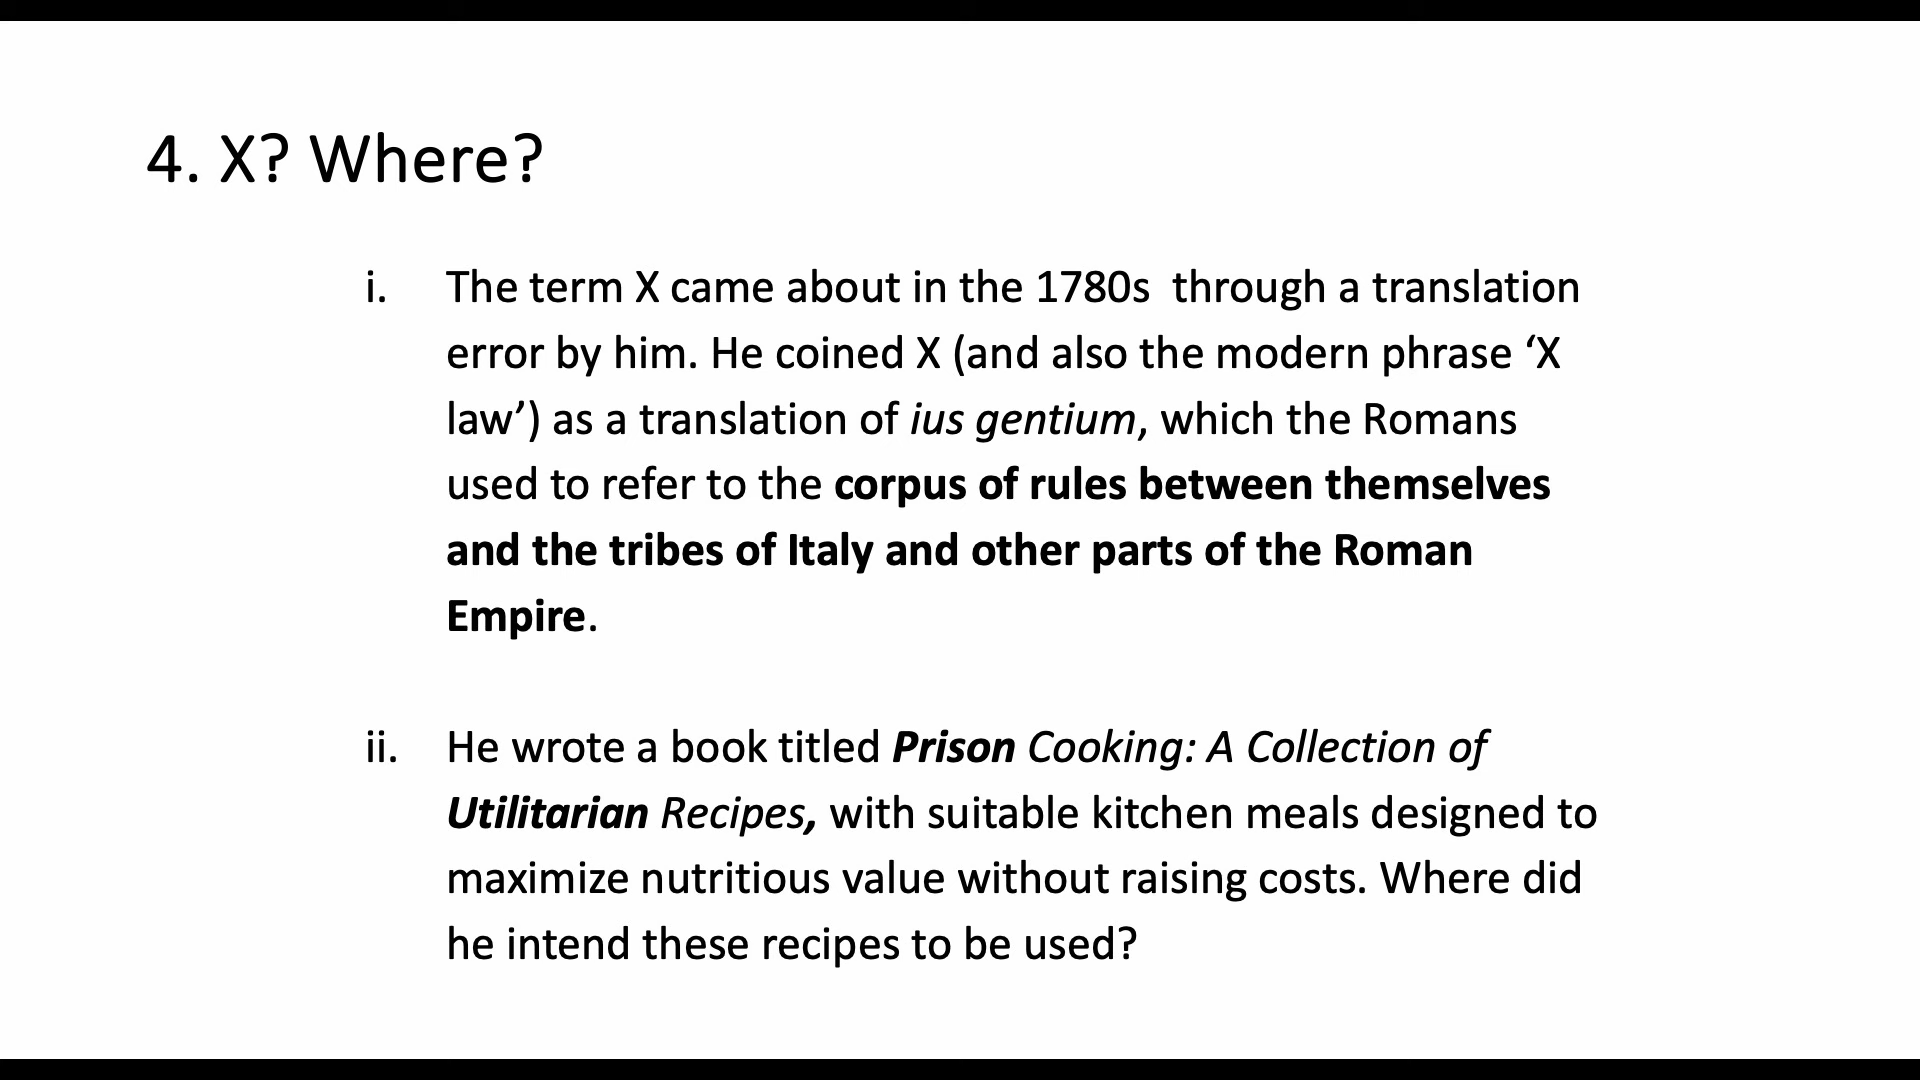 4. X? Where?
i. The term X came about in the 1780s  through a translation
error by him. He coined X (and also the modern phrase ‘X
law’) as a translation of ius gentium, which the Romans
used to refer to the corpus of rules between themselves
and the tribes of Italy and other parts of the Roman
Empire.
ii. He wrote a book titled Prison Cooking: A Collection of
Utilitarian Recipes, with suitable kitchen meals designed to
maximize nutritious value without raising costs. Where did
he intend these recipes to be used?